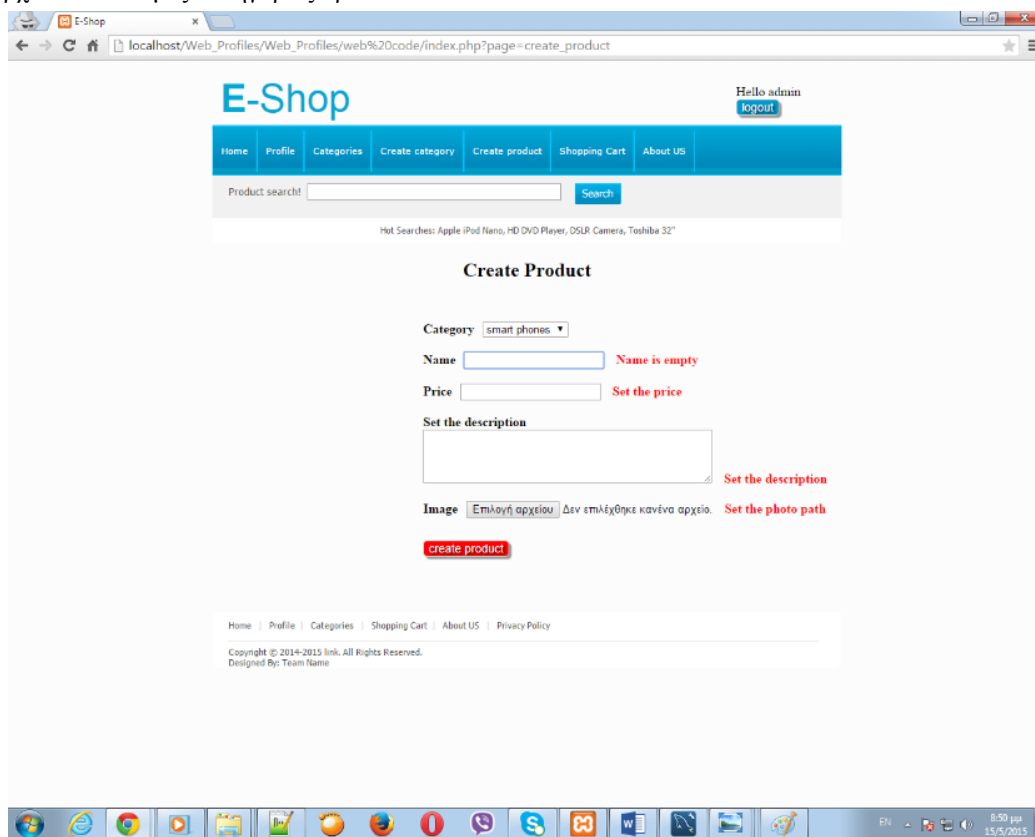 E-Shop
localhost/Web_Profiles/Web_Profiles/web%20code/index.php?page=create_product
E-Shop
Hello admin
logout
Home Profile Categories Create category Create product Shopping Cart About US
Product search! Search
Hot Searches: Apple iPod Nano, HD DVD Player, DSLR Camera, Toshiba 32"
Create Product
Category smart phones
Name Name is empty
Price Set the price
Set the description
Set the description
Image Επιλογή αρχείου Δεν επιλέχθηκε κανένα αρχείο. Set the photo path
create product
Home | Profile | Categories | Shopping Cart | About US | Privacy Policy
Copyright © 2014-2015 link. All Rights Reserved.
Designed By: Team Name
EN 8:50 μμ
15/5/2015